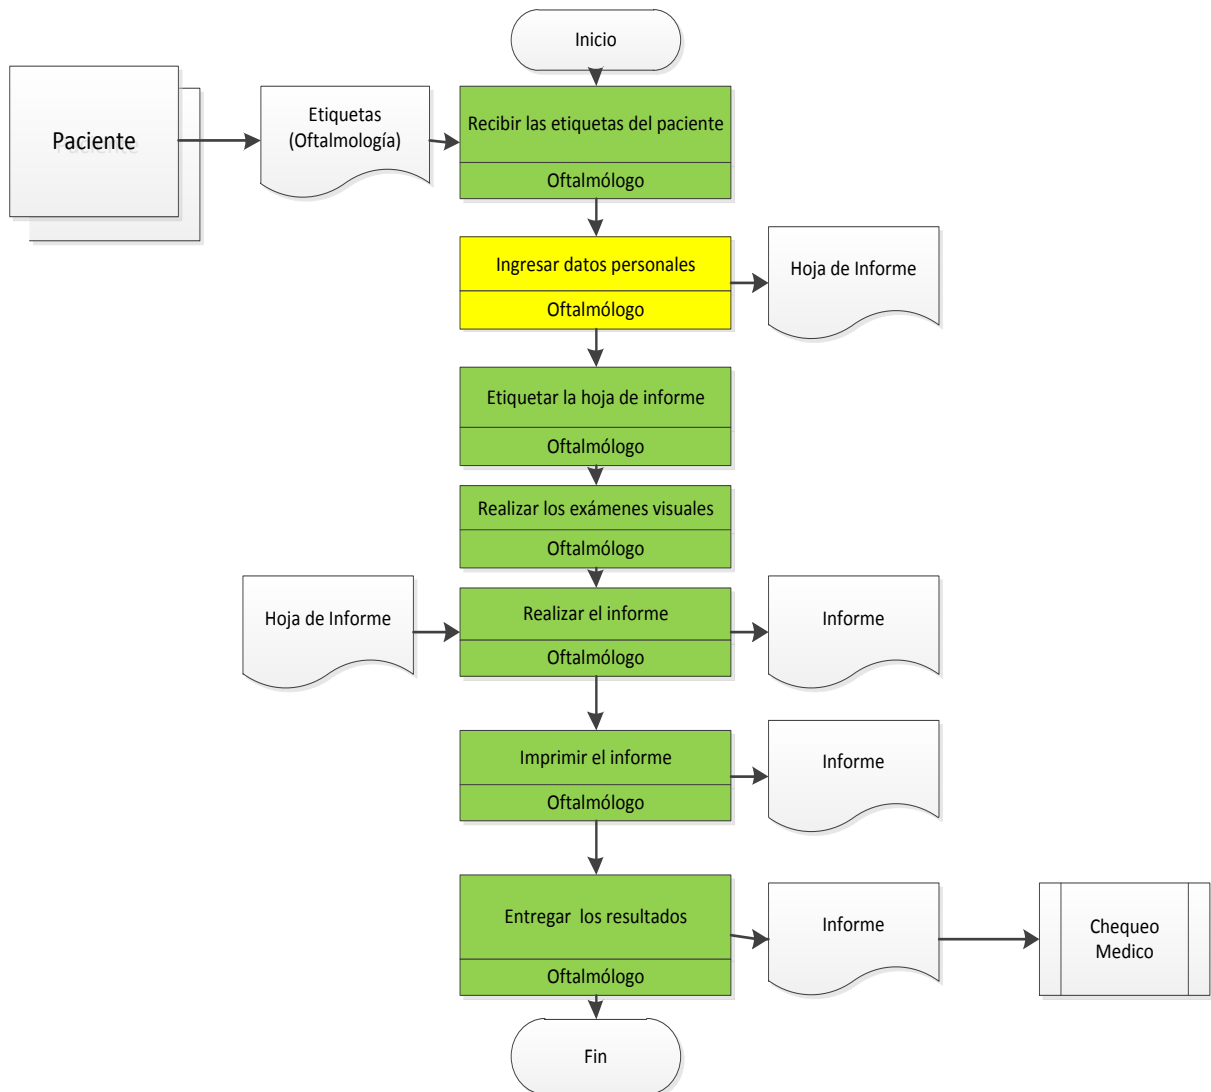 Inicio
Paciente
Etiquetas
(Oftalmología)
Recibir las etiquetas del paciente
Oftalmólogo
Ingresar datos personales
Oftalmólogo
Hoja de Informe
Etiquetar la hoja de informe
Oftalmólogo
Realizar los exámenes visuales
Oftalmólogo
Hoja de Informe
Realizar el informe
Oftalmólogo
Informe
Imprimir el informe
Oftalmólogo
Informe
Entregar los resultados
Oftalmólogo
Informe
Chequeo
Medico
Fin